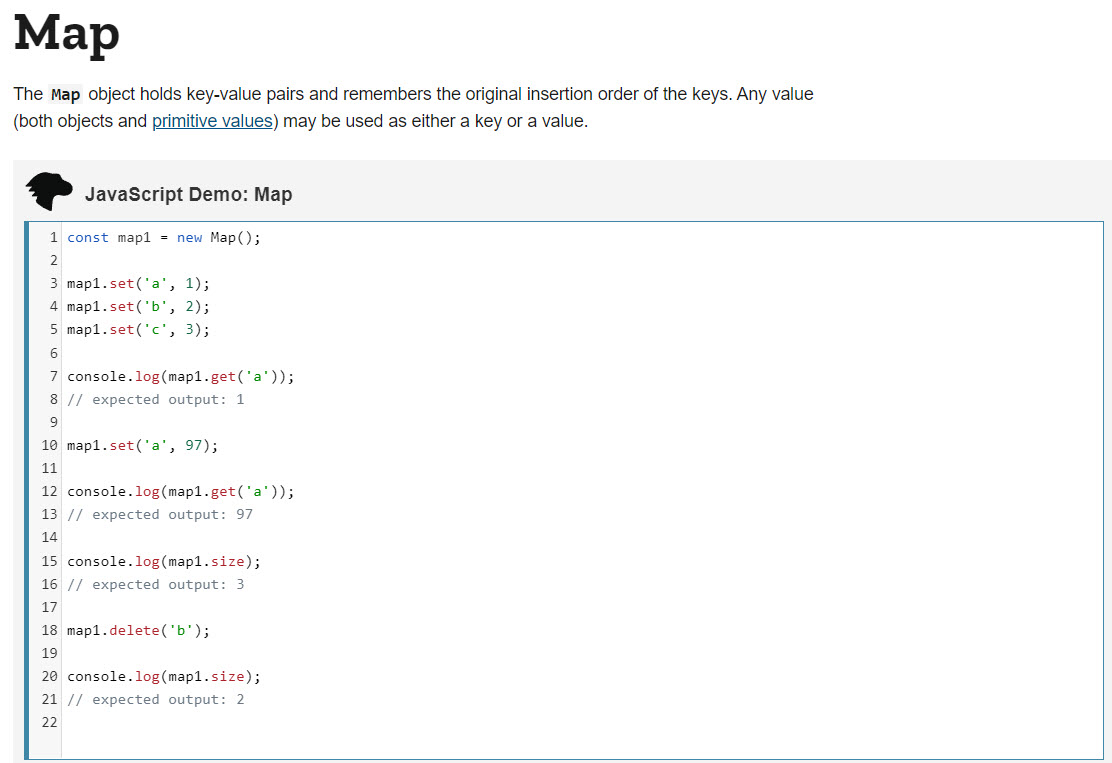 Map
The Map object holds key-value pairs and remembers the original insertion order of the keys. Any value
(both objects and primitive values) may be used as either a key or a value.
JavaScript Demo: Map
1 const map1 = new Map();
2
3 map1.set('a', 1);
4 map1.set('b', 2);
5 map1.set('c', 3);
6
7 console.log(map1.get('a'));
8 // expected output: 1
9
10 map1.set('a', 97);
11
12 console.log(map1.get('a'));
13 // expected output: 97
14
15 console.log(map1.size);
16 // expected output: 3
17
18 map1.delete('b');
19
20 console.log(map1.size);
21 // expected output: 2
22